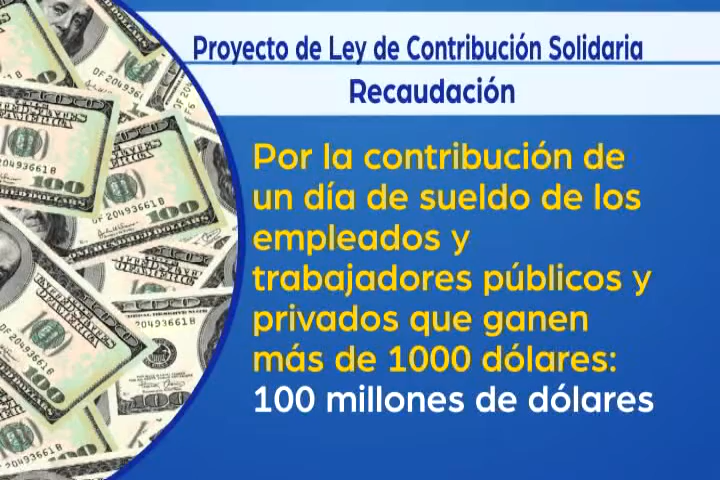 Proyecto de Ley de Contribución Solidaria
Recaudación
Por la contribución de
un día de sueldo de los
empleados y
trabajadores públicos y
privados que ganen
más de 1000 dólares:
100 millones de dólares